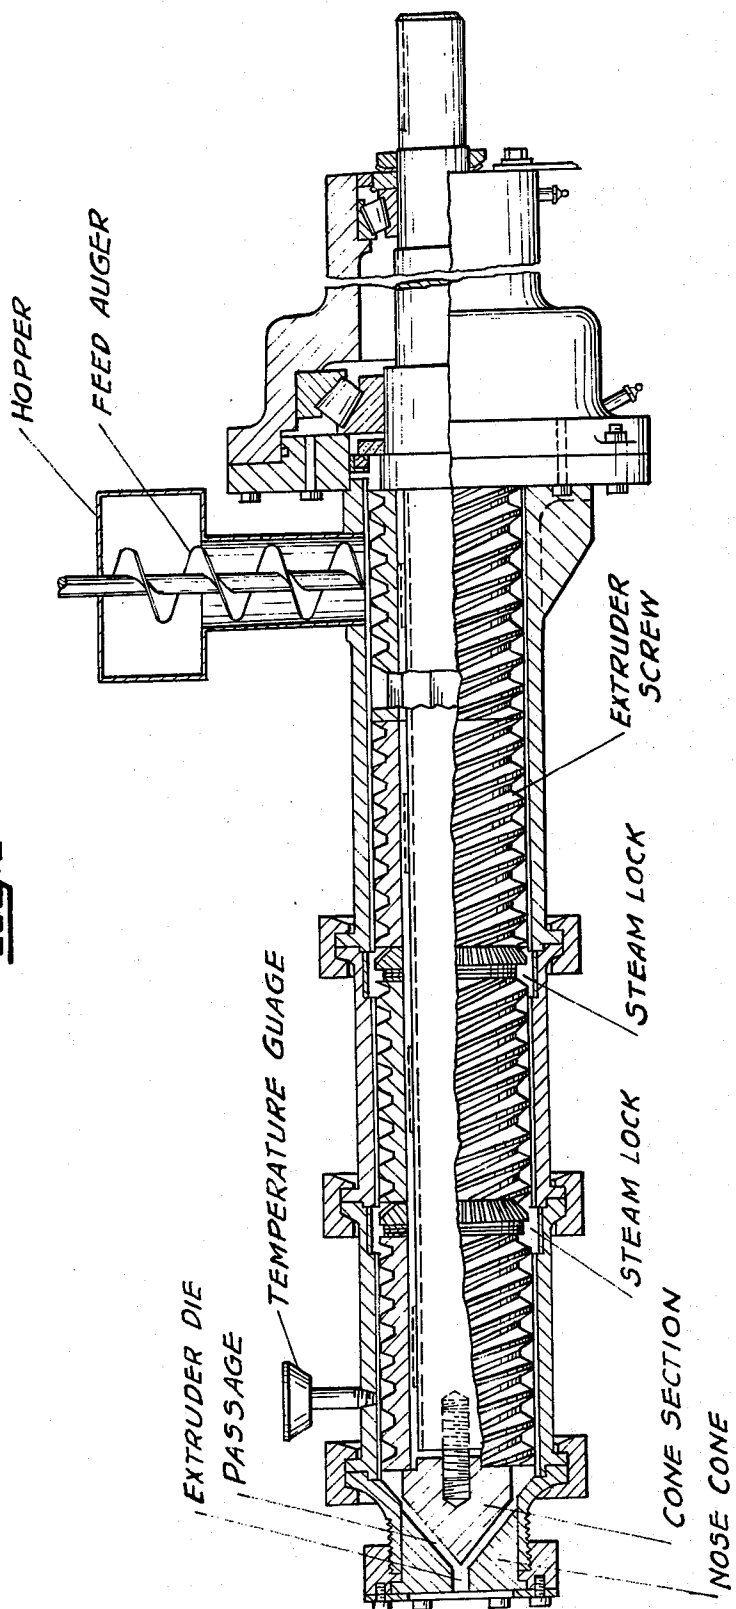 HOPPER
FEED AUGER
EXTRUDER
SCREW
STEAM LOCK
TEMPERATURE GUAGE
STEAM LOCK
EXTRUDER DIE
PASSAGE
CONE SECTION
NOSE CONE